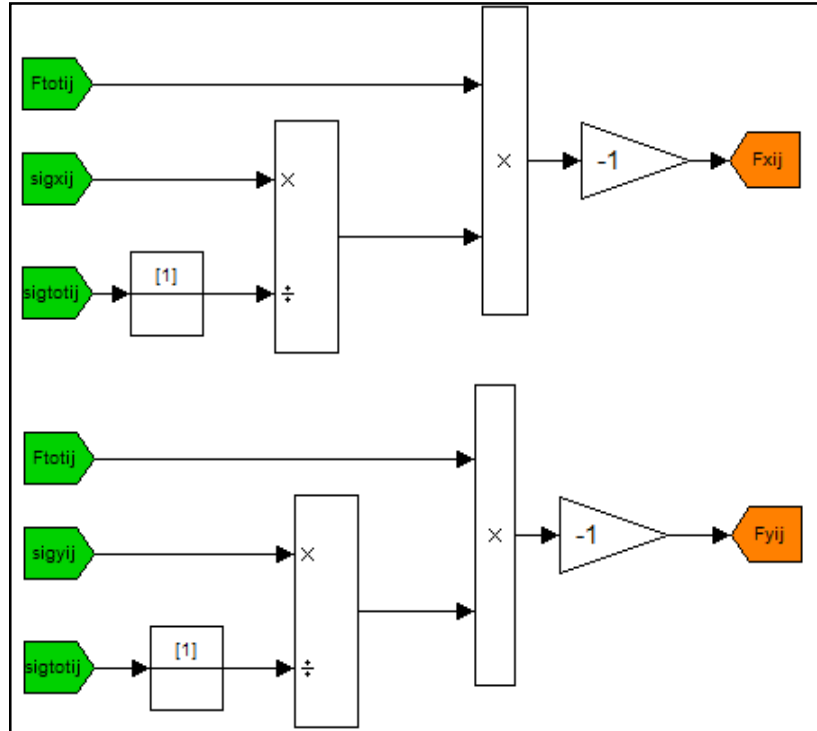 Ftotij
sigxij
×
[1]
sigtotij
÷
×
-1
Fxij
Ftotij
sigyij
×
[1]
sigtotij
÷
×
-1
Fyij